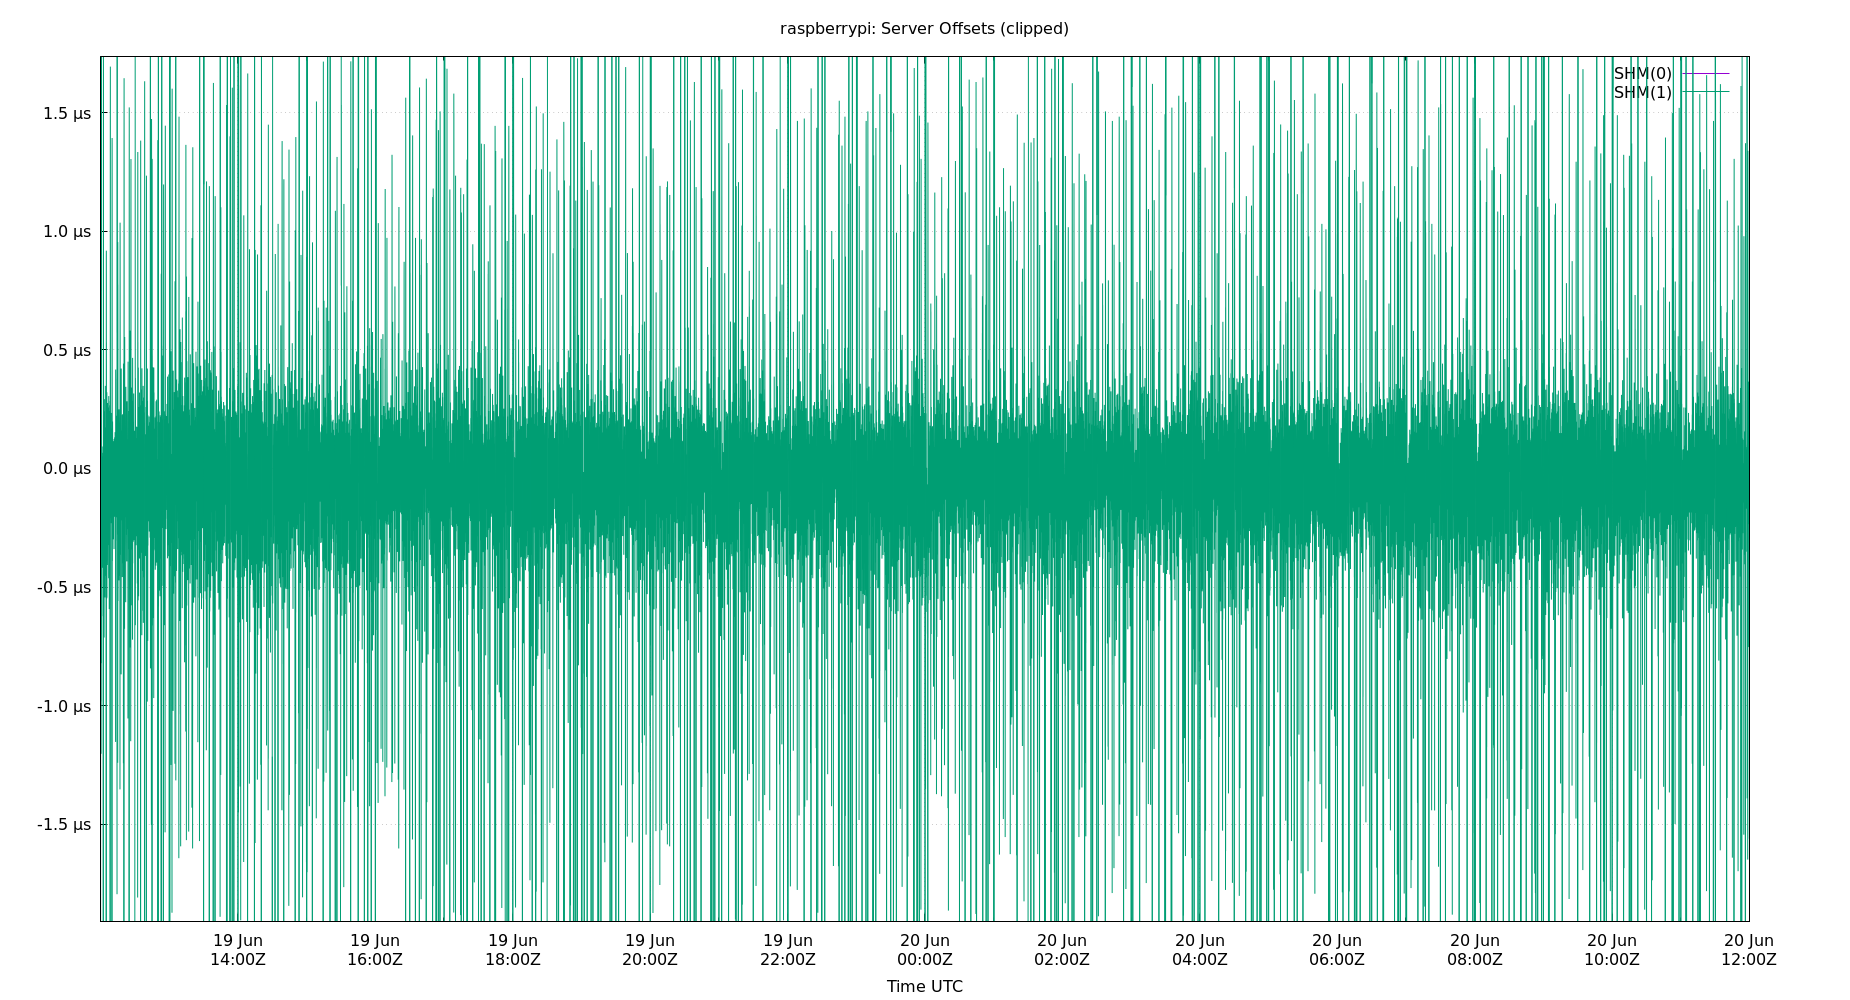 raspberrypi: Server Offsets (clipped)
SHM(0)
SHM(1)
1.5 µs
1.0 µs
0.5 µs
0.0 µs
-0.5 µs
-1.0 µs
-1.5 µs
19 Jun 19 Jun 19 Jun 19 Jun 19 Jun 20 Jun 20 Jun 20 Jun 20 Jun 20 Jun 20 Jun 20 Jun
14:00Z 16:00Z 18:00Z 20:00Z 22:00Z 00:00Z 02:00Z 04:00Z 06:00Z 08:00Z 10:00Z 12:00Z
Time UTC